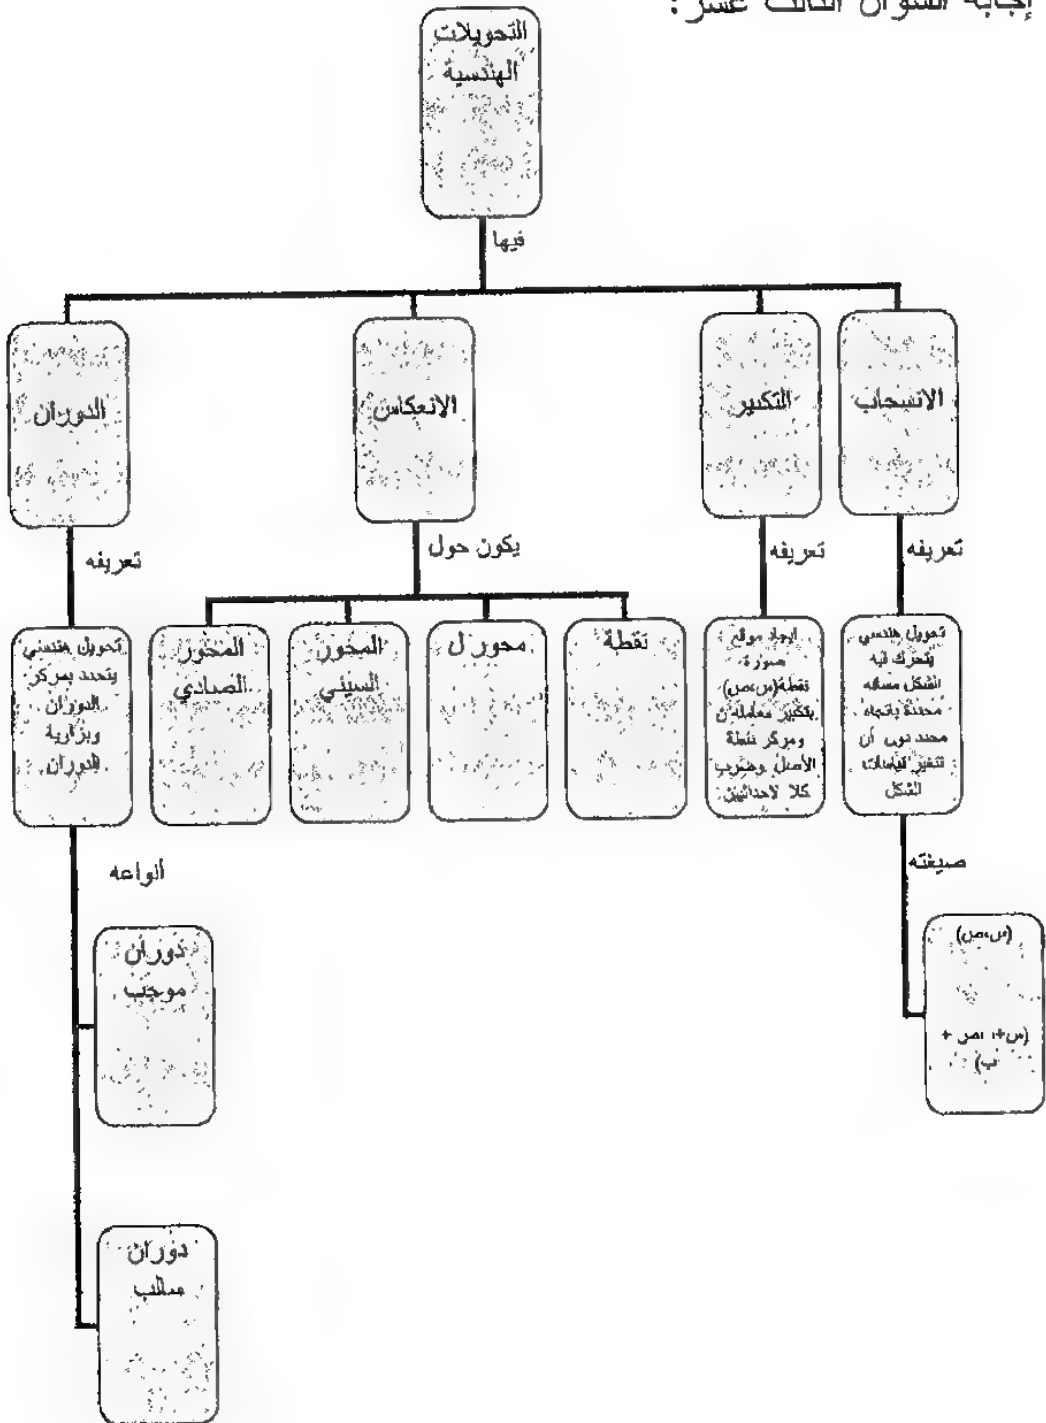 إجابة السؤال الثالث عشر:
التحويلات
الهندسية
فيها
الانسحاب
التكبير
الانعكاس
الدوران
تعريفه
تعريفه
يكون حول
تعريفه
تحويل هندسي
يتحرك فيه
الشكل مسافة
محددة باتجاه
محدد دون أن
تتغير قياسات
الشكل
ايجاد موقع
صورة
نقطة(س،ص)
بتكبير معامله ن
ومركز نقطة
الأصل وضرب
كلا الاحداثيين
نقطة
محور ل
المحور
السيني
المحور
الصادي
تحويل هندسي
يتحدد بمركز
الدوران
وبزاوية
الدوران
صيغته
أنواعه
(س،ص)
(س+أ، ص +
ب)
دوران
موجب
دوران
سالب